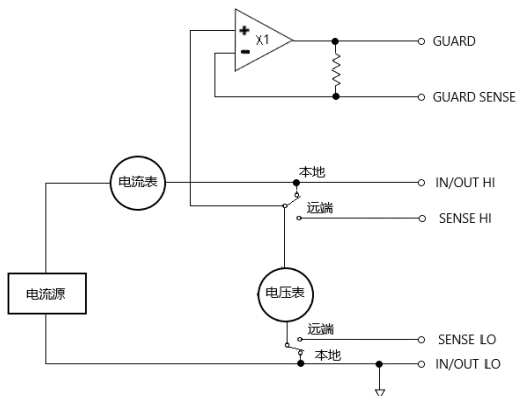 X1
GUARD
GUARD SENSE
本地
电流表
IN/OUT HI
远端
SENSE HI
电流源
电压表
远端
SENSE LO
本地
IN/OUT LO